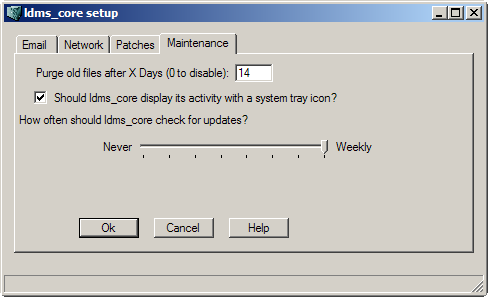 ldms_core setup
Email Network Patches Maintenance
Purge old files after X Days (0 to disable): 14
Should ldms_core display its activity with a system tray icon?
How often should ldms_core check for updates?
Never Weekly
Ok Cancel Help